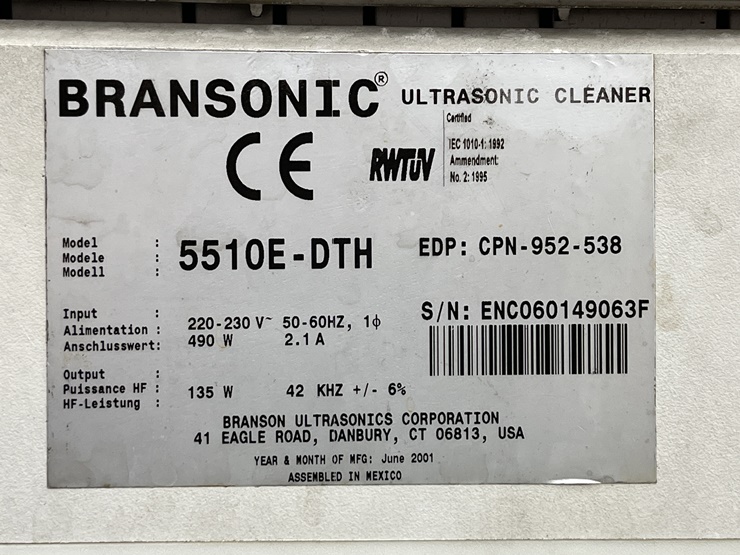 BRANSONIC® ULTRASONIC CLEANER
CE
RWTÜV
Certified
IEC 1010-1: 1992
Ammendment:
No. 2: 1995
Model :
Modele :
Modell :
5510E-DTH
EDP: CPN-952-538
S/N: ENC060149063F
Input :
Alimentation :
Anschlusswert:
220-230 V~ 50-60HZ, 1ϕ
490 W 2.1 A
Output :
Puissance HF :
HF-Leistung :
135 W 42 KHZ +/- 6%
BRANSON ULTRASONICS CORPORATION
41 EAGLE ROAD, DANBURY, CT 06813, USA
YEAR & MONTH OF MFG: June 2001
ASSEMBLED IN MEXICO